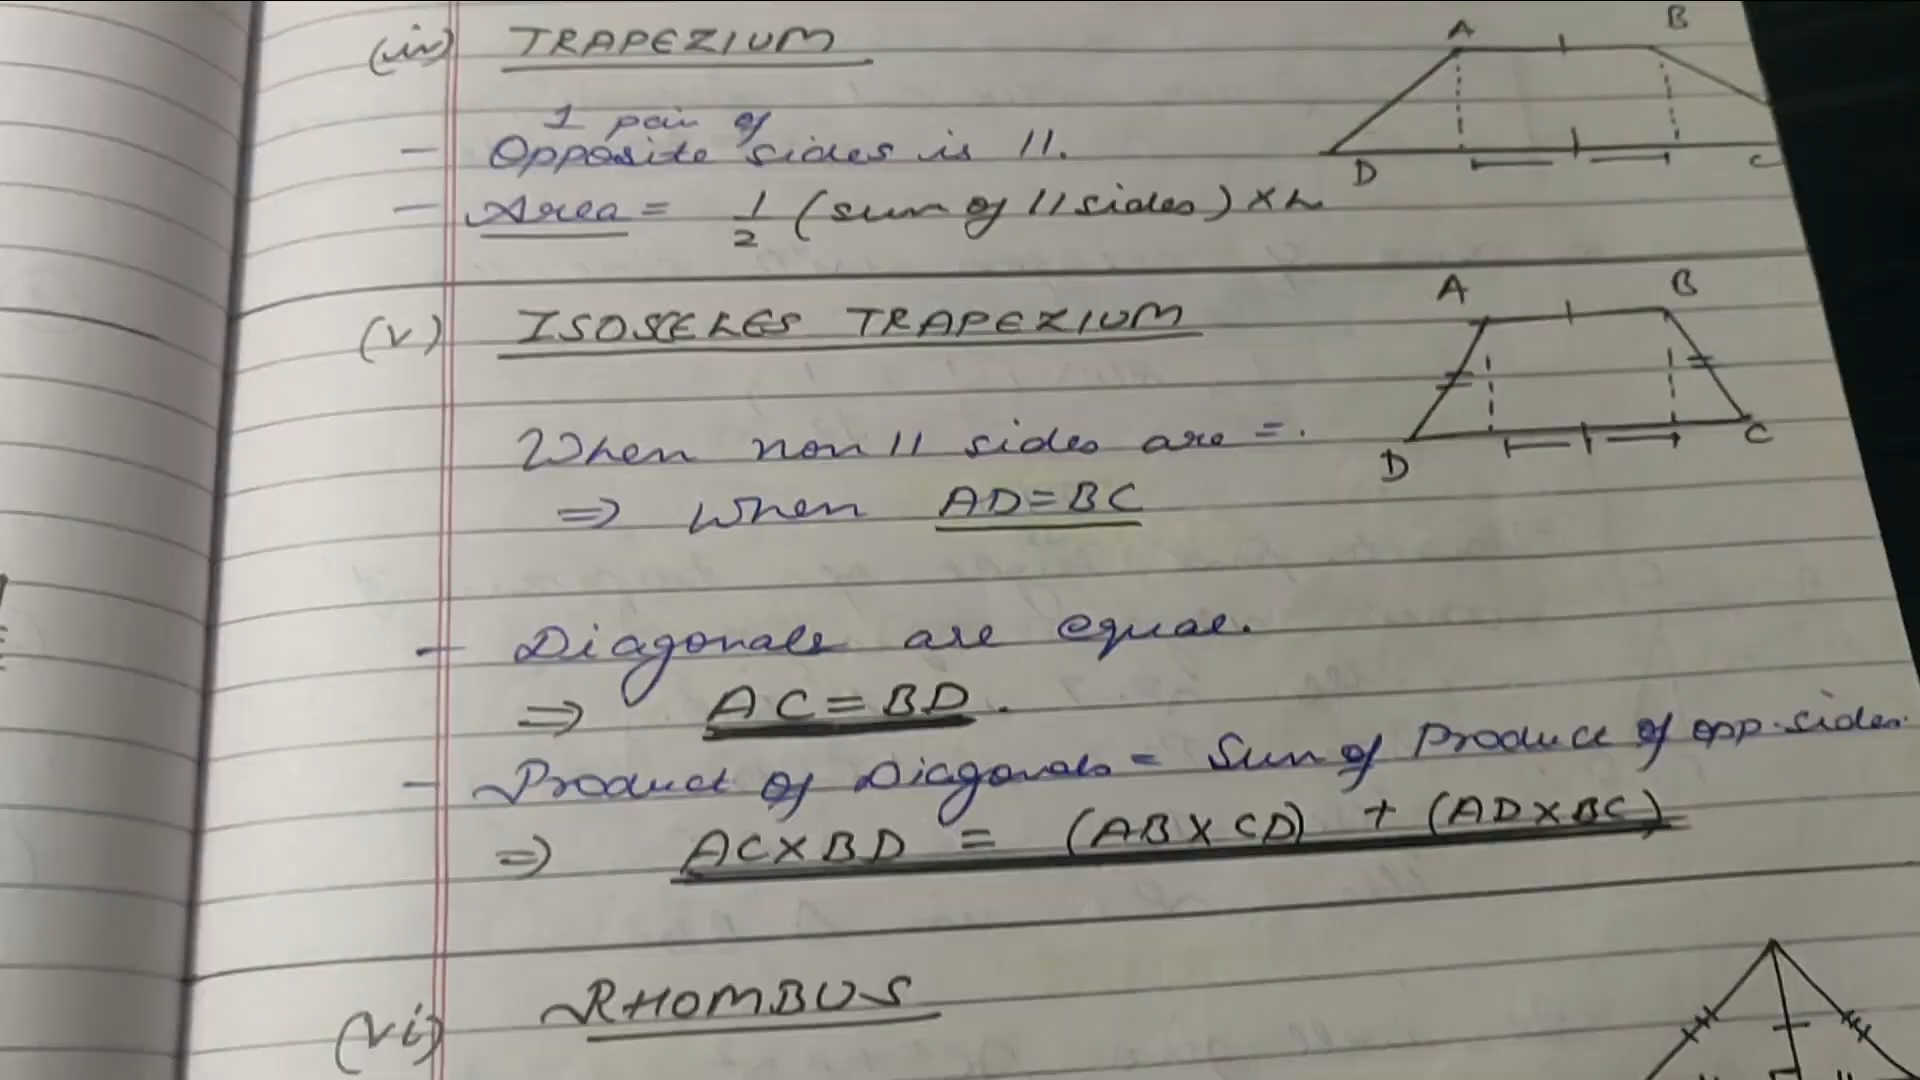 (iv) TRAPEZIUM
A B
1 pair of
- Opposite sides is ||.
D C
- Area = 1/2 (sum of || sides) × h
(v) ISOSCELES TRAPEZIUM
A B
When non || sides are =.
D C
⇒ When AD=BC
- Diagonals are equal.
⇒ AC=BD.
- Product of Diagonals = Sum of Product of opp. sides.
⇒ AC×BD = (AB×CD) + (AD×BC)
(vi) RHOMBUS